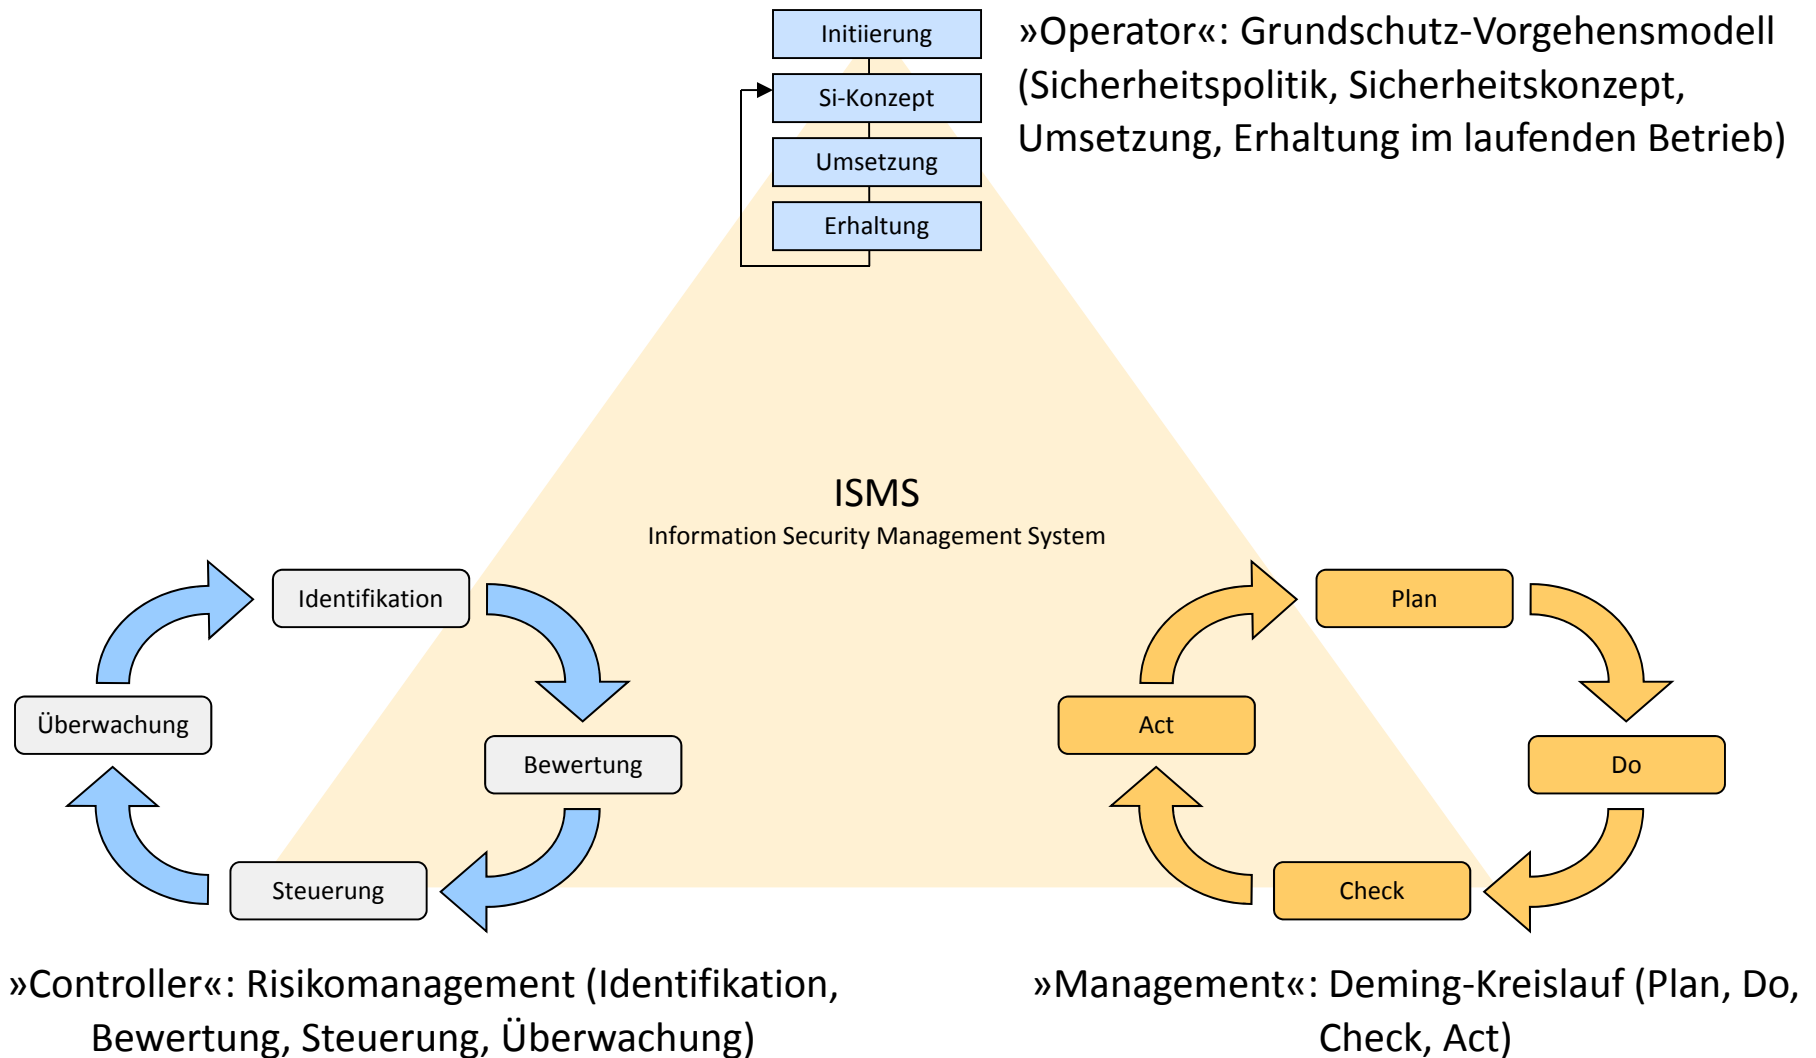 Initiierung
Si-Konzept
Umsetzung
Erhaltung
»Operator«: Grundschutz-Vorgehensmodell
(Sicherheitspolitik, Sicherheitskonzept,
Umsetzung, Erhaltung im laufenden Betrieb)
ISMS
Information Security Management System
Identifikation
Bewertung
Steuerung
Überwachung
Plan
Do
Check
Act
»Controller«: Risikomanagement (Identifikation,
Bewertung, Steuerung, Überwachung)
»Management«: Deming-Kreislauf (Plan, Do,
Check, Act)